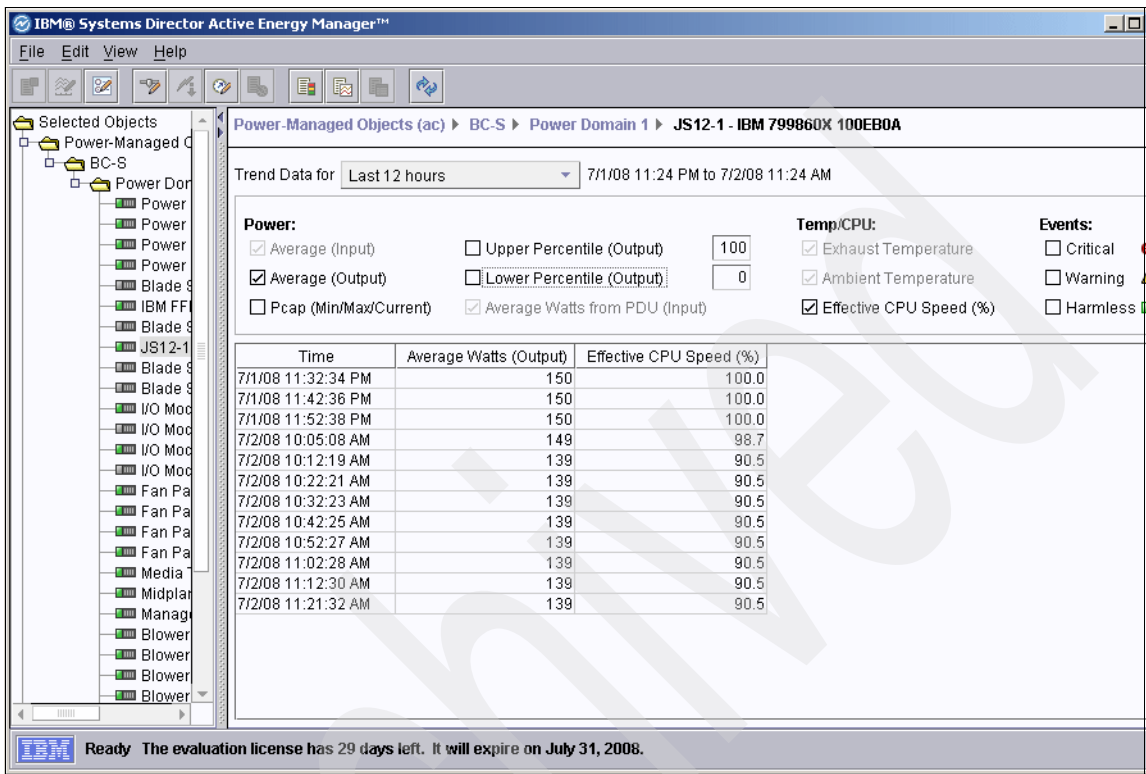 IBM® Systems Director Active Energy Manager™
File Edit View Help
Selected Objects
Power-Managed O
BC-S
Power Dor
Power
Power
Power
Power
Blade S
IBM FFI
Blade S
JS12-1
Blade S
Blade S
I/O Moc
I/O Moc
I/O Moc
I/O Moc
Fan Pa
Fan Pa
Fan Pa
Fan Pa
Media T
Midplar
Manage
Blower
Blower
Blower
Blower
Power-Managed Objects (ac) BC-S Power Domain 1 JS12-1 - IBM 799860X 100EB0A
Trend Data for Last 12 hours 7/1/08 11:24 PM to 7/2/08 11:24 AM
Power: Temp/CPU: Events:
Average (Input) Upper Percentile (Output) 100 Exhaust Temperature Critical
Average (Output) Lower Percentile (Output) 0 Ambient Temperature Warning
Pcap (Min/Max/Current) Average Watts from PDU (Input) Effective CPU Speed (%) Harmless
Time Average Watts (Output) Effective CPU Speed (%)
7/1/08 11:32:34 PM 150 100.0
7/1/08 11:42:36 PM 150 100.0
7/1/08 11:52:38 PM 150 100.0
7/2/08 10:05:08 AM 149 98.7
7/2/08 10:12:19 AM 139 90.5
7/2/08 10:22:21 AM 139 90.5
7/2/08 10:32:23 AM 139 90.5
7/2/08 10:42:25 AM 139 90.5
7/2/08 10:52:27 AM 139 90.5
7/2/08 11:02:28 AM 139 90.5
7/2/08 11:12:30 AM 139 90.5
7/2/08 11:21:32 AM 139 90.5
IBM Ready The evaluation license has 29 days left. It will expire on July 31, 2008.